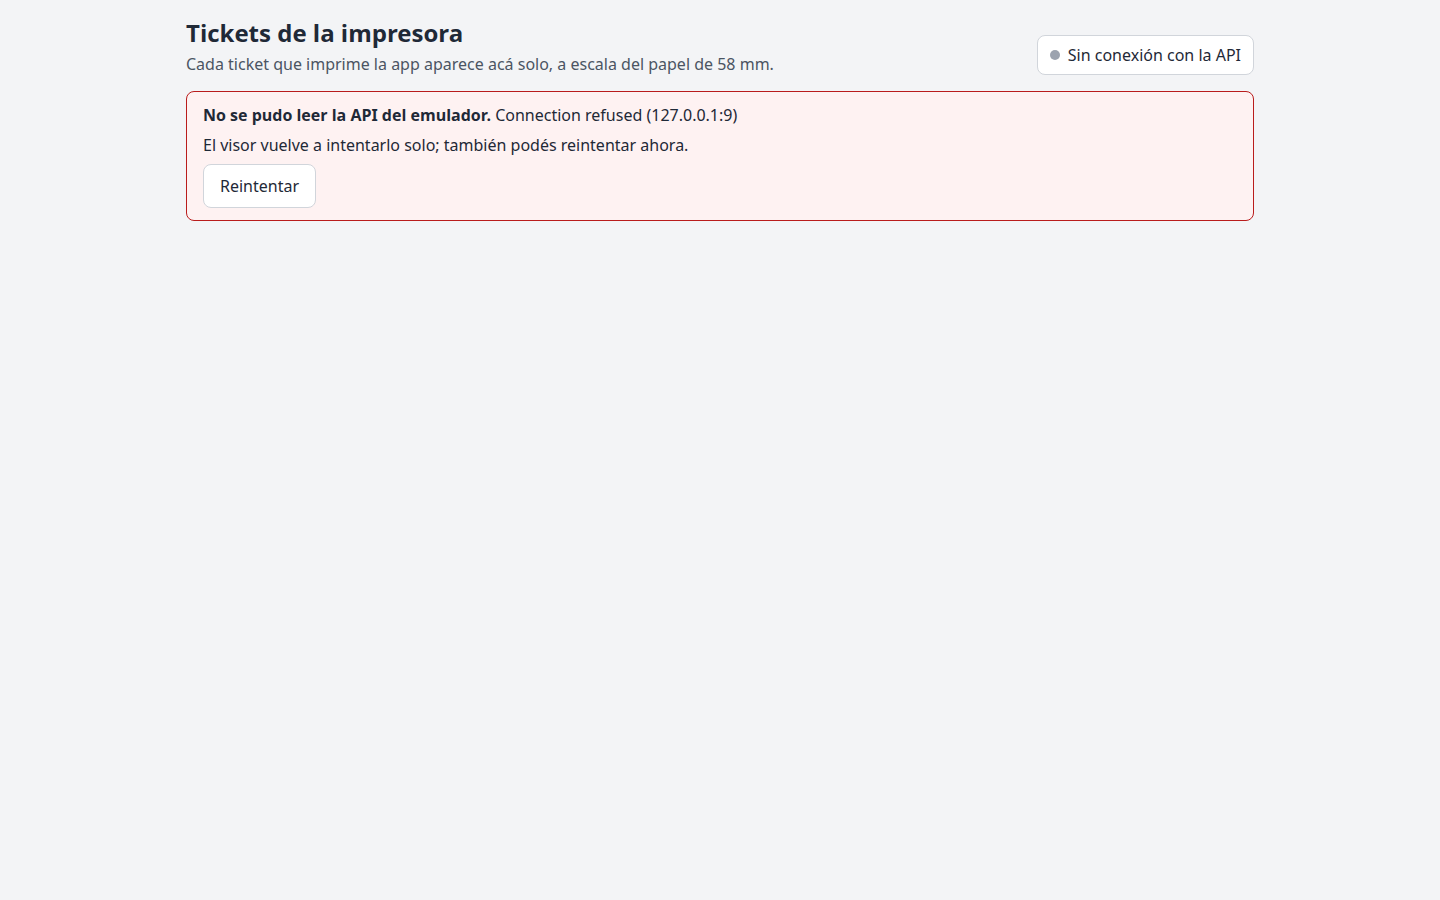 Tickets de la impresora
Cada ticket que imprime la app aparece acá solo, a escala del papel de 58 mm.
Sin conexión con la API
No se pudo leer la API del emulador. Connection refused (127.0.0.1:9)
El visor vuelve a intentarlo solo; también podés reintentar ahora.
Reintentar